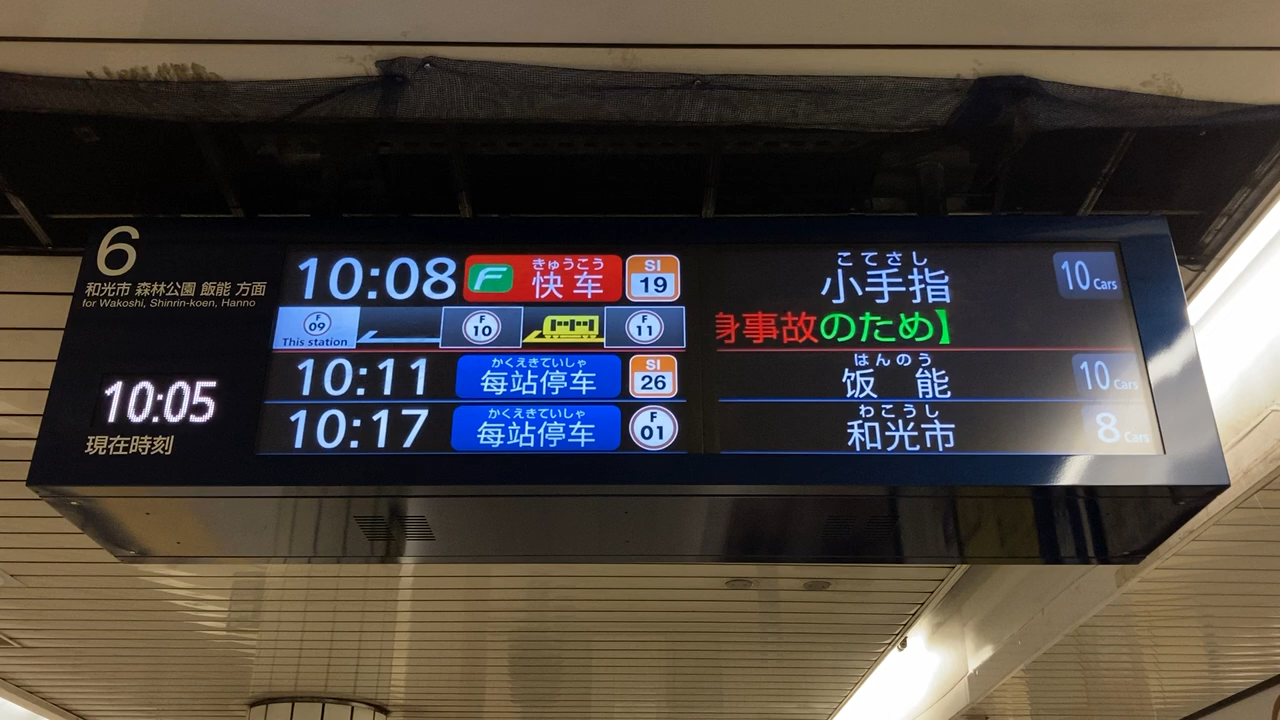 6
和光市 森林公園 飯能 方面
for Wakoshi, Shinrin-koen, Hanno
10:05
現在時刻
10:08 F きゅうこう 快车 SI 19 こてさし 小手指 10 Cars
F 09 This station F 10 F 11 身事故のため】
10:11 かくえきていしゃ 每站停车 SI 26 はんのう 饭能 10 Cars
10:17 かくえきていしゃ 每站停车 F 01 わこうし 和光市 8 Cars